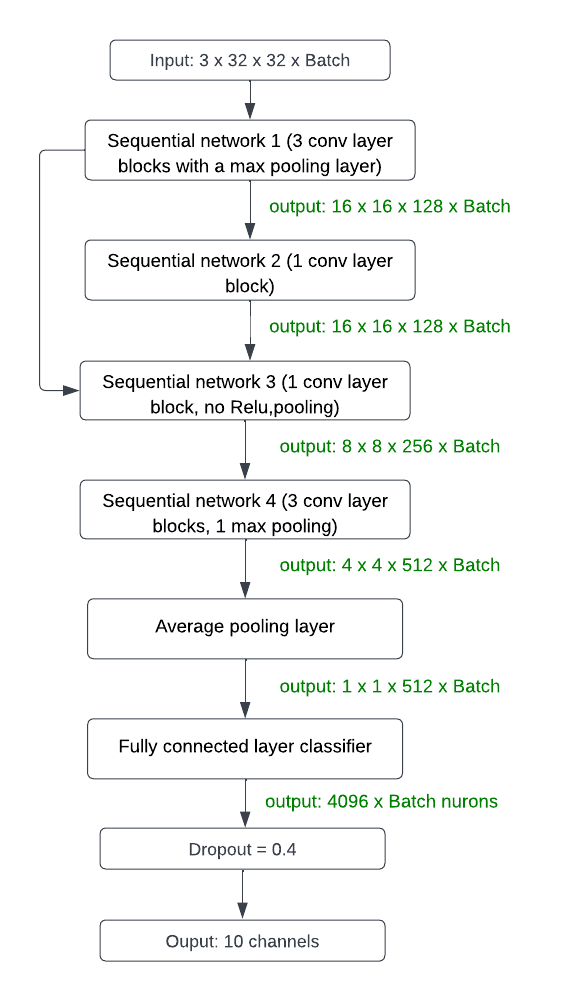 Input: 3 x 32 x 32 x Batch
Sequential network 1 (3 conv layer
blocks with a max pooling layer)
output: 16 x 16 x 128 x Batch
Sequential network 2 (1 conv layer
block)
output: 16 x 16 x 128 x Batch
Sequential network 3 (1 conv layer
block, no Relu,pooling)
output: 8 x 8 x 256 x Batch
Sequential network 4 (3 conv layer
blocks, 1 max pooling)
output: 4 x 4 x 512 x Batch
Average pooling layer
output: 1 x 1 x 512 x Batch
Fully connected layer classifier
output: 4096 x Batch nurons
Dropout = 0.4
Ouput: 10 channels